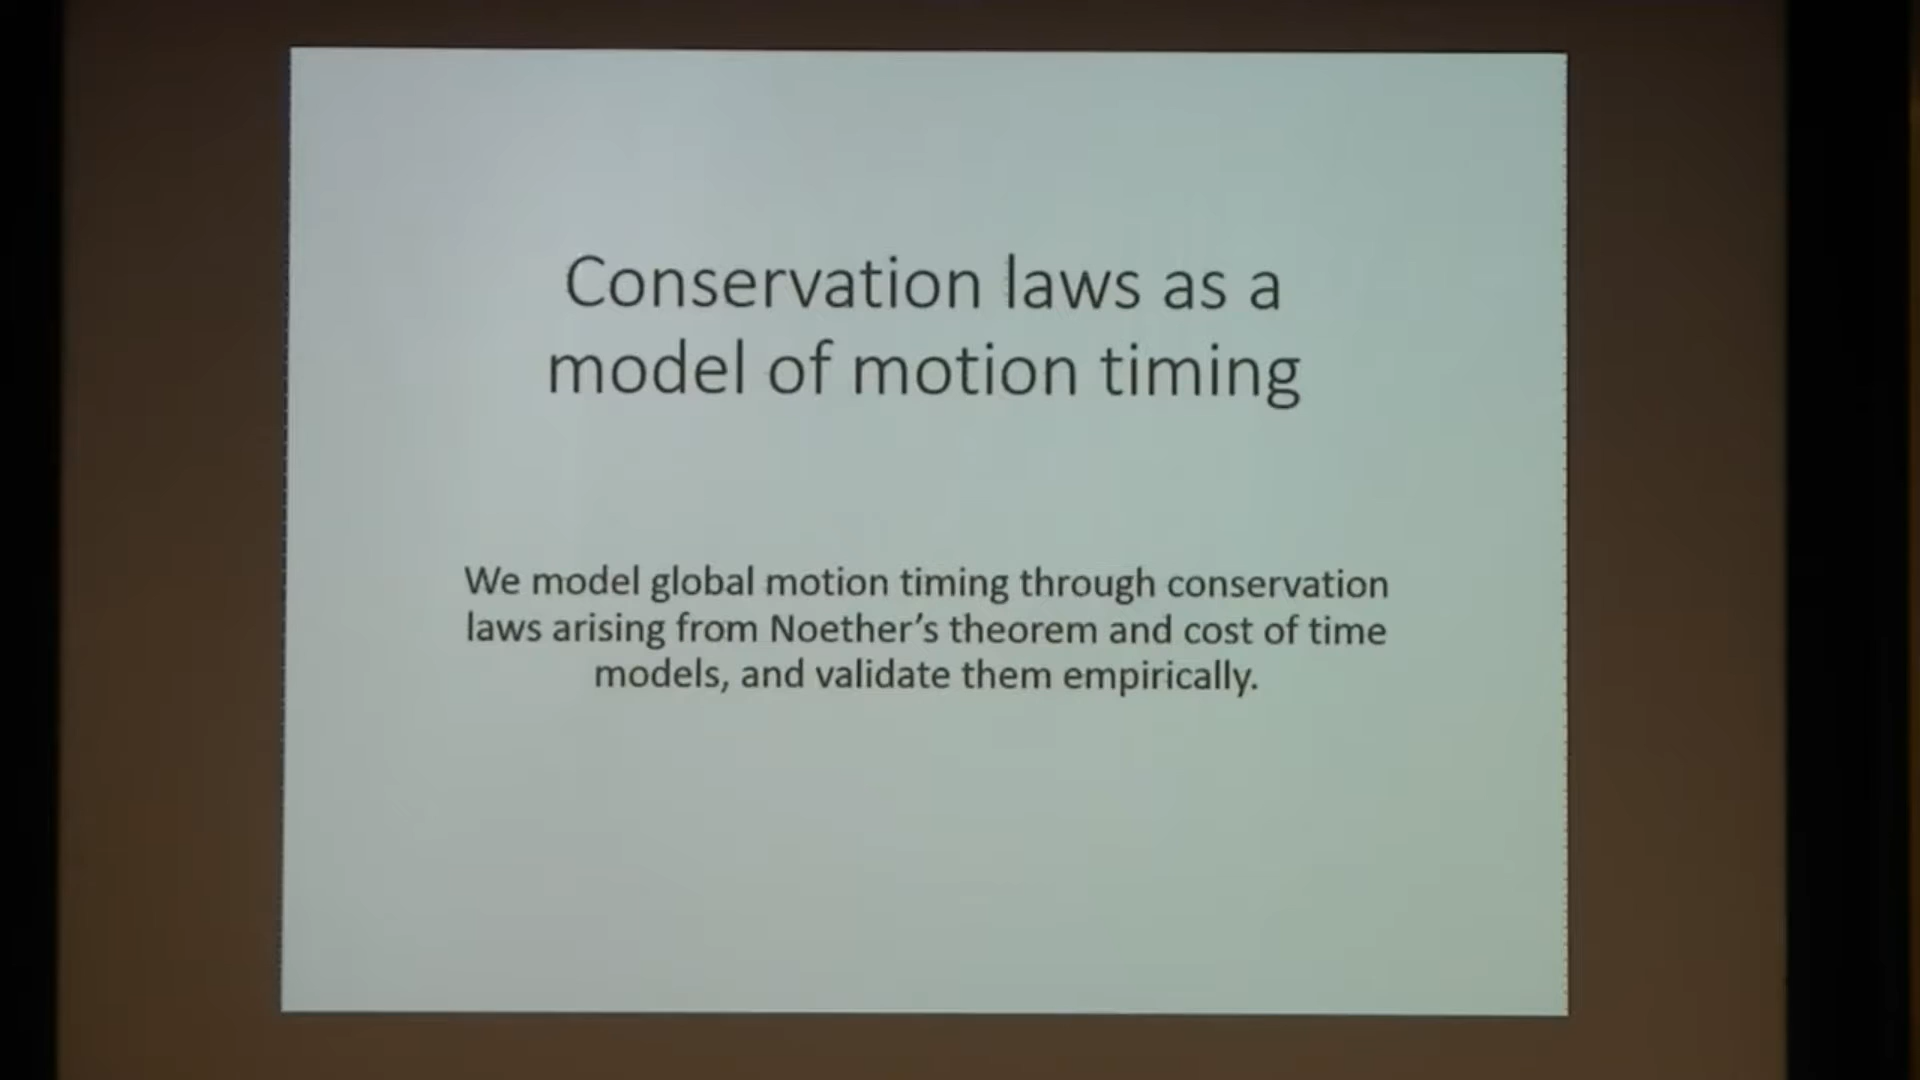 Conservation laws as a
model of motion timing
We model global motion timing through conservation
laws arising from Noether’s theorem and cost of time
models, and validate them empirically.